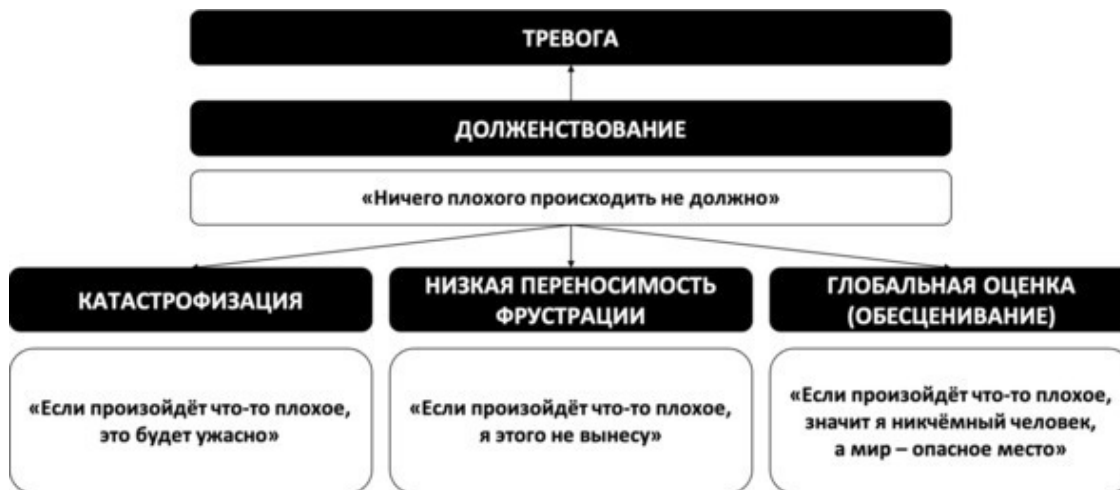 ТРЕВОГА
ДОЛЖЕНСТВОВАНИЕ
«Ничего плохого происходить не должно»
КАТАСТРОФИЗАЦИЯ
«Если произойдёт что-то плохое,
это будет ужасно»
НИЗКАЯ ПЕРЕНОСИМОСТЬ
ФРУСТРАЦИИ
«Если произойдёт что-то плохое,
я этого не вынесу»
ГЛОБАЛЬНАЯ ОЦЕНКА
(ОБЕСЦЕНИВАНИЕ)
«Если произойдёт что-то плохое,
значит я никчёмный человек,
а мир – опасное место»